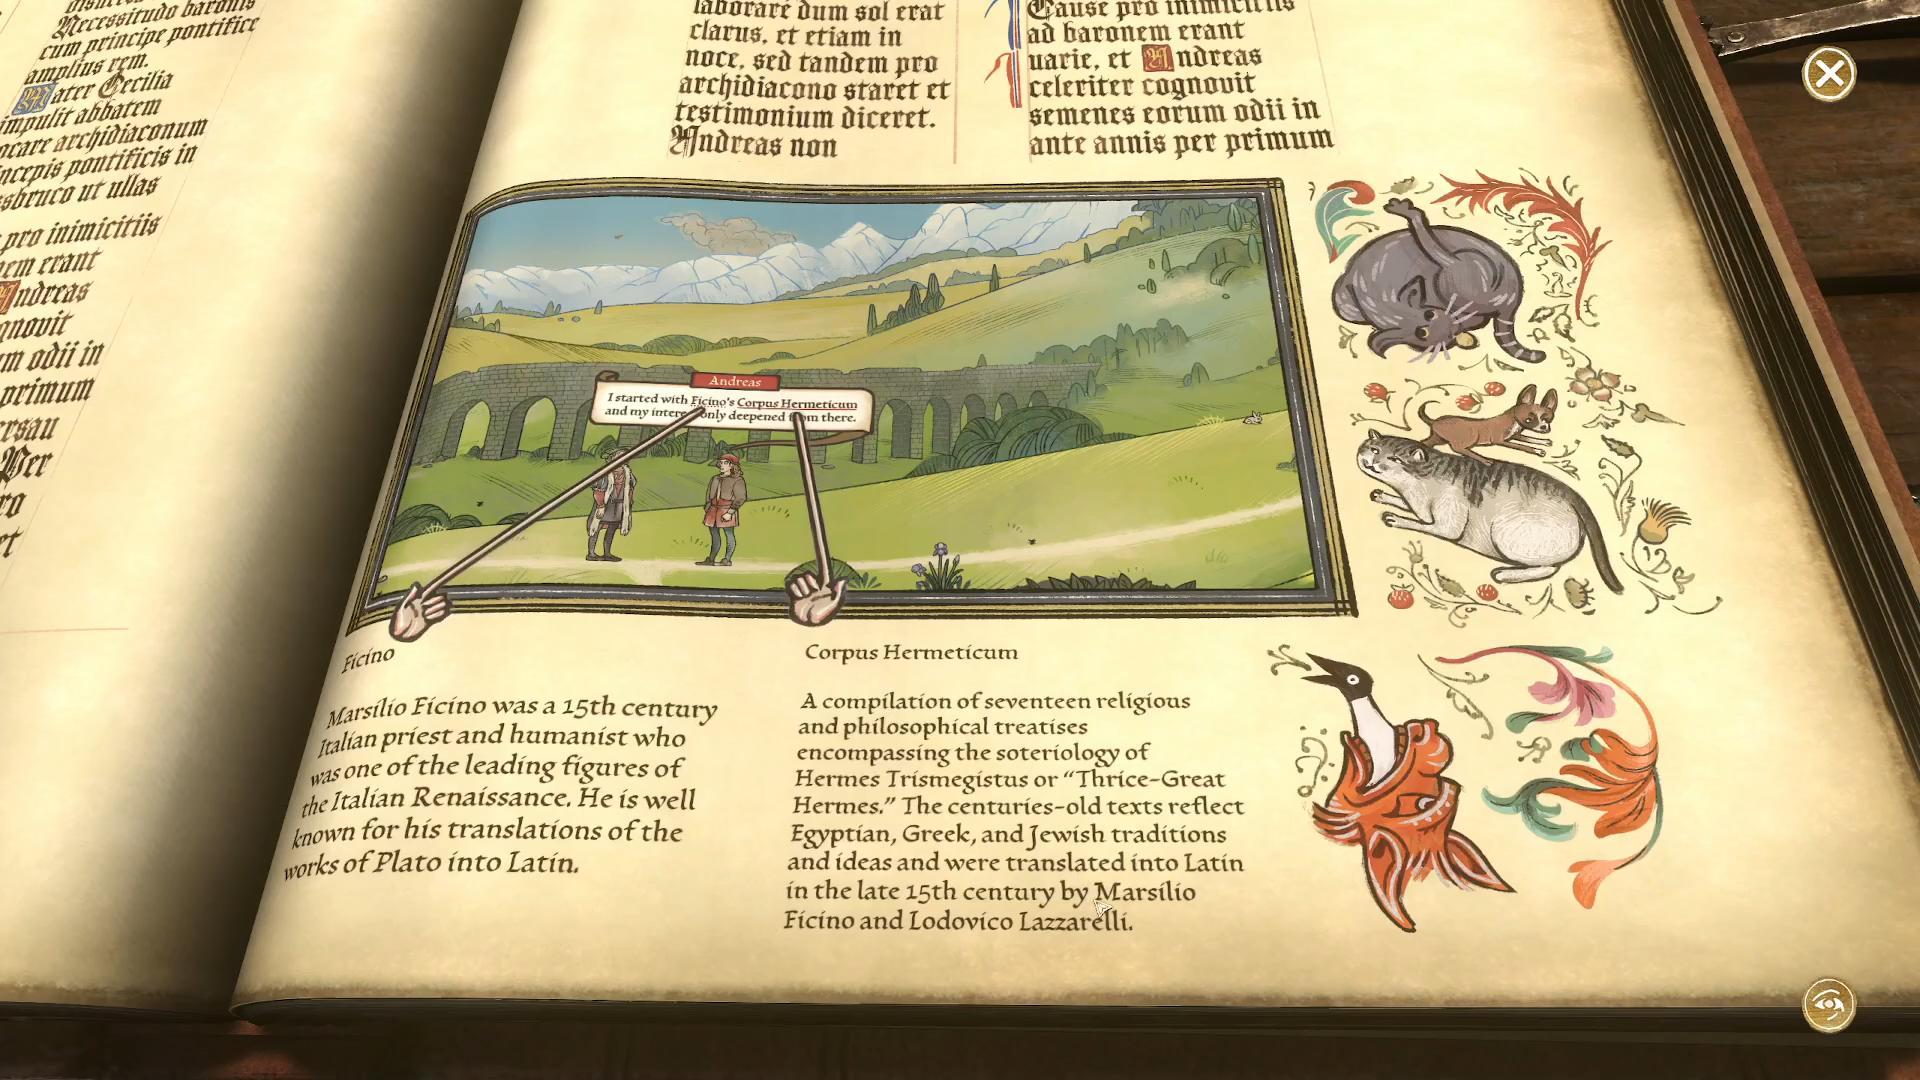 Necessitudo baronis
cum principe pontifice
amplius rem.
Mater Cecilia
impulit abbatem
archidiaconum
pontificis in
ut ullas
pro inimicitiis
erant
Andreas
odii in
primum
laborare dum sol erat
clarus, et etiam in
noce, sed tandem pro
archidiacono staret et
testimonium diceret.
Andreas non
Cause pro inimicitiis
ad baronem erant
uarie, et Andreas
celeriter cognovit
semenes eorum odii in
ante annis per primum
Andreas
I started with Ficino's Corpus Hermeticum
and my only deepened there.
Ficino
Marsilio Ficino was a 15th century
Italian priest and humanist who
was one of the leading figures of
the Italian Renaissance. He is well
known for his translations of the
works of Plato into Latin.
Corpus Hermeticum
A compilation of seventeen religious
and philosophical treatises
encompassing the soteriology of
Hermes Trismegistus or “Thrice-Great
Hermes.” The centuries-old texts reflect
Egyptian, Greek, and Jewish traditions
and ideas and were translated into Latin
in the late 15th century by Marsilio
Ficino and Lodovico Lazzarelli.